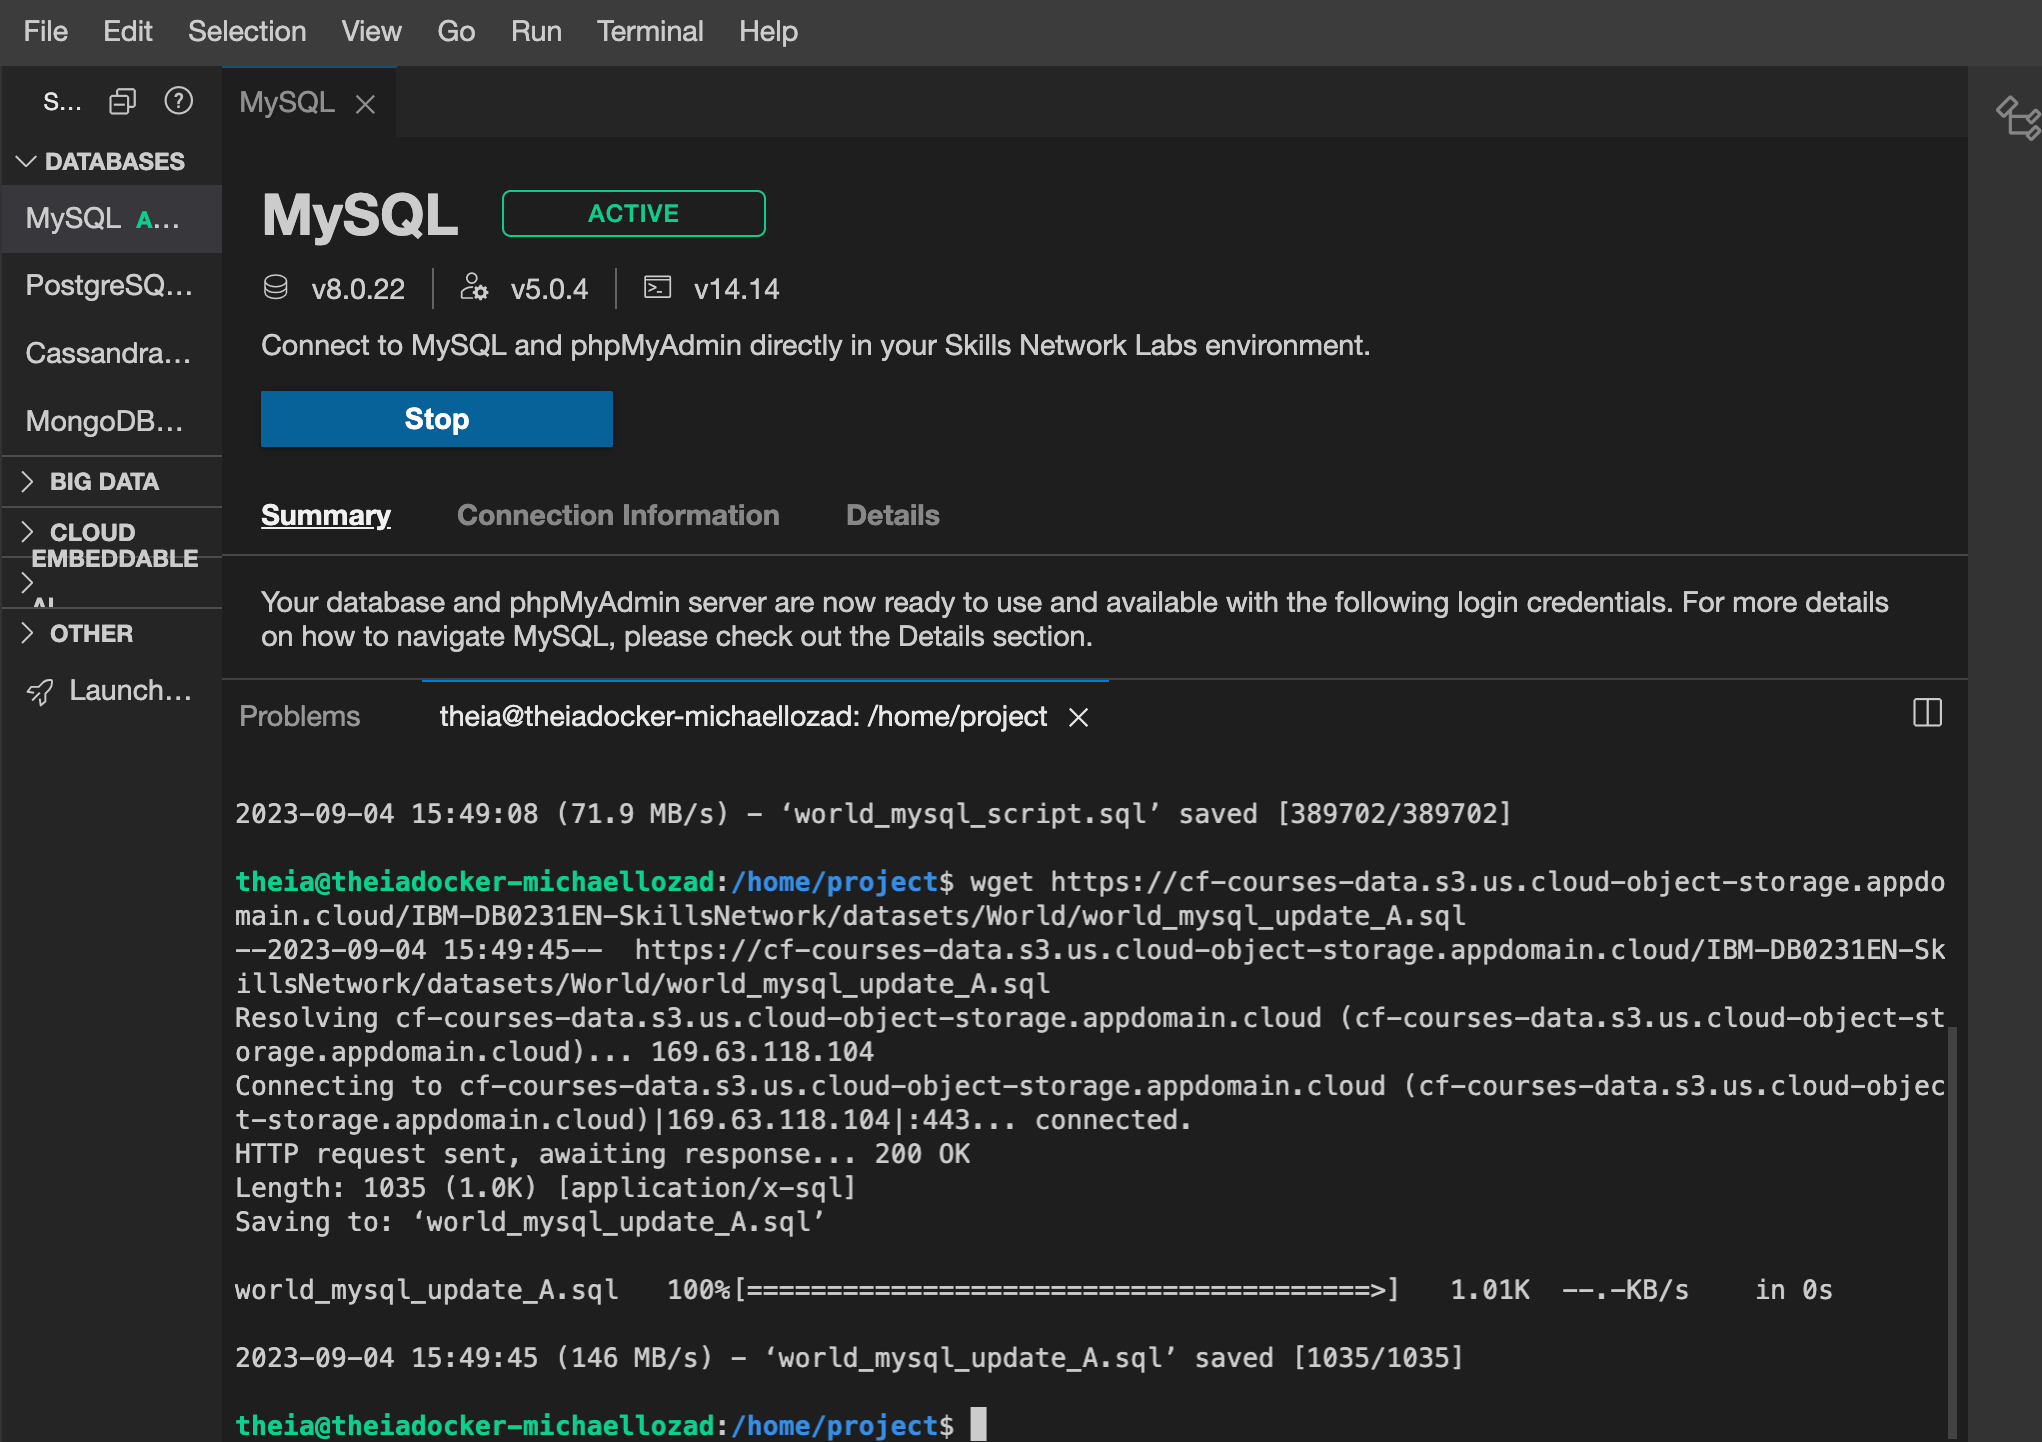 File Edit Selection View Go Run Terminal Help
S... MySQL
DATABASES
MySQL A...
PostgreSQ...
Cassandra...
MongoDB...
BIG DATA
CLOUD
EMBEDDABLE
AI
OTHER
Launch...
MySQL ACTIVE
v8.0.22 v5.0.4 v14.14
Connect to MySQL and phpMyAdmin directly in your Skills Network Labs environment.
Stop
Summary Connection Information Details
Your database and phpMyAdmin server are now ready to use and available with the following login credentials. For more details
on how to navigate MySQL, please check out the Details section.
Problems theia@theiadocker-michaellozad: /home/project
2023-09-04 15:49:08 (71.9 MB/s) - ‘world_mysql_script.sql’ saved [389702/389702]
theia@theiadocker-michaellozad:/home/project$ wget https://cf-courses-data.s3.us.cloud-object-storage.appdo
main.cloud/IBM-DB0231EN-SkillsNetwork/datasets/World/world_mysql_update_A.sql
--2023-09-04 15:49:45-- https://cf-courses-data.s3.us.cloud-object-storage.appdomain.cloud/IBM-DB0231EN-Sk
illsNetwork/datasets/World/world_mysql_update_A.sql
Resolving cf-courses-data.s3.us.cloud-object-storage.appdomain.cloud (cf-courses-data.s3.us.cloud-object-st
orage.appdomain.cloud)... 169.63.118.104
Connecting to cf-courses-data.s3.us.cloud-object-storage.appdomain.cloud (cf-courses-data.s3.us.cloud-objec
t-storage.appdomain.cloud)|169.63.118.104|:443... connected.
HTTP request sent, awaiting response... 200 OK
Length: 1035 (1.0K) [application/x-sql]
Saving to: ‘world_mysql_update_A.sql’
world_mysql_update_A.sql 100%[=======================================>] 1.01K --.-KB/s in 0s
2023-09-04 15:49:45 (146 MB/s) - ‘world_mysql_update_A.sql’ saved [1035/1035]
theia@theiadocker-michaellozad:/home/project$